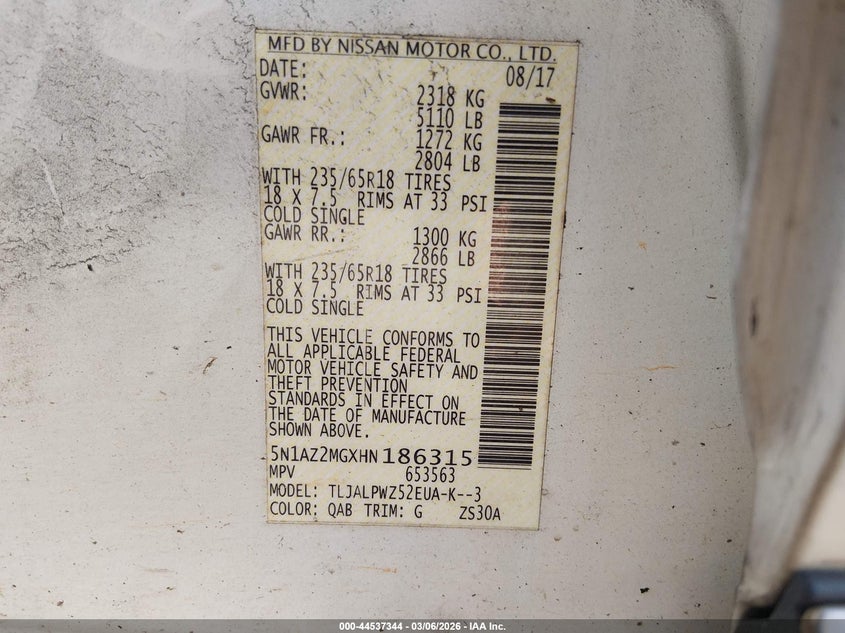 MFD BY NISSAN MOTOR CO., LTD.
DATE: 08/17
GVWR: 2318 KG
5110 LB
GAWR FR.: 1272 KG
2804 LB
WITH 235/65R18 TIRES
18 X 7.5 RIMS AT 33 PSI
COLD SINGLE
GAWR RR.: 1300 KG
2866 LB
WITH 235/65R18 TIRES
18 X 7.5 RIMS AT 33 PSI
COLD SINGLE
THIS VEHICLE CONFORMS TO
ALL APPLICABLE FEDERAL
MOTOR VEHICLE SAFETY AND
THEFT PREVENTION
STANDARDS IN EFFECT ON
THE DATE OF MANUFACTURE
SHOWN ABOVE.
5N1AZ2MGXHN186315
MPV 653563
MODEL: TLJALPWZ52EUA-K--3
COLOR: QAB TRIM: G ZS30A
000-44537344 — 03/06/2026 — IAA Inc.